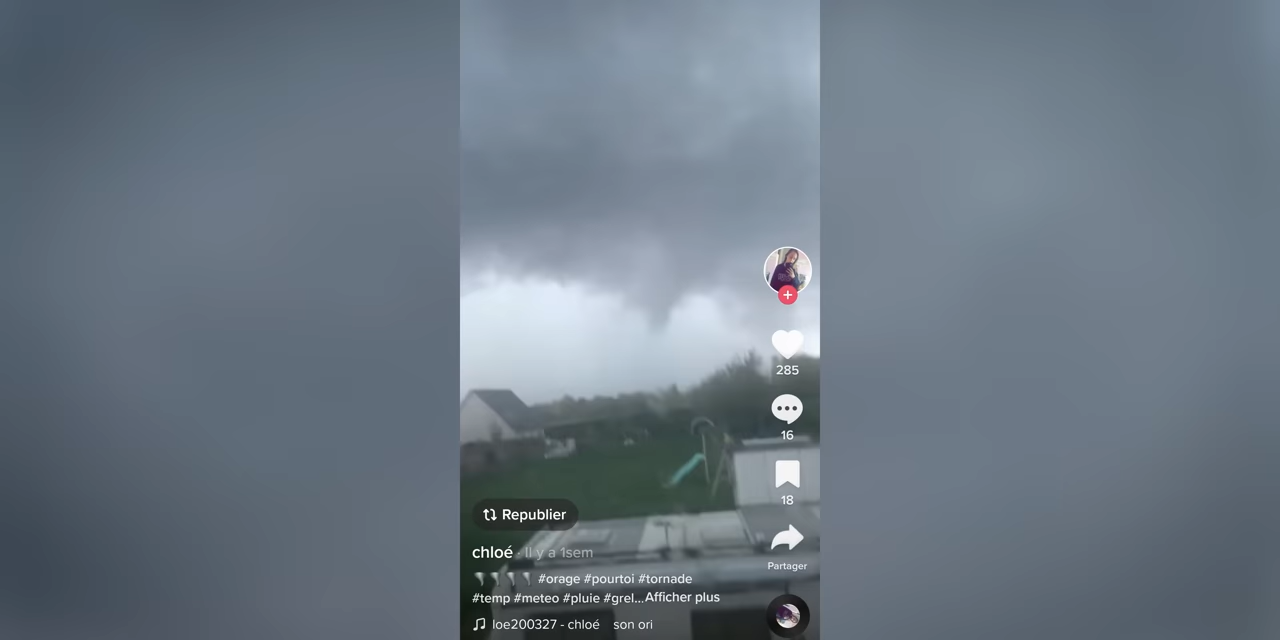 285
16
18
Partager
Republier
chloé · Il y a 1sem
🌪️🌪️🌪️🌪️ #orage #pourtoi #tornade
#temp #meteo #pluie #grel...Afficher plus
loe200327 - chloé son ori